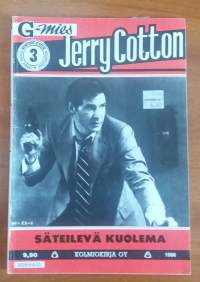 G-mies
3
Jerry Cotton
SÄTEILEVÄ KUOLEMA
9,90 KOLMIOKIRJA OY 1986